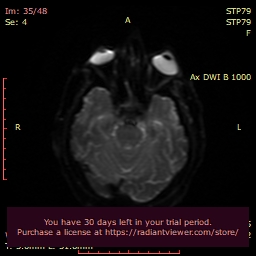 Im: 35/48
Se: 4
A
STP79
STP79
F
Ax DWI B 1000
R
L
You have 30 days left in your trial period.
Purchase a license at https://radiantviewer.com/store/